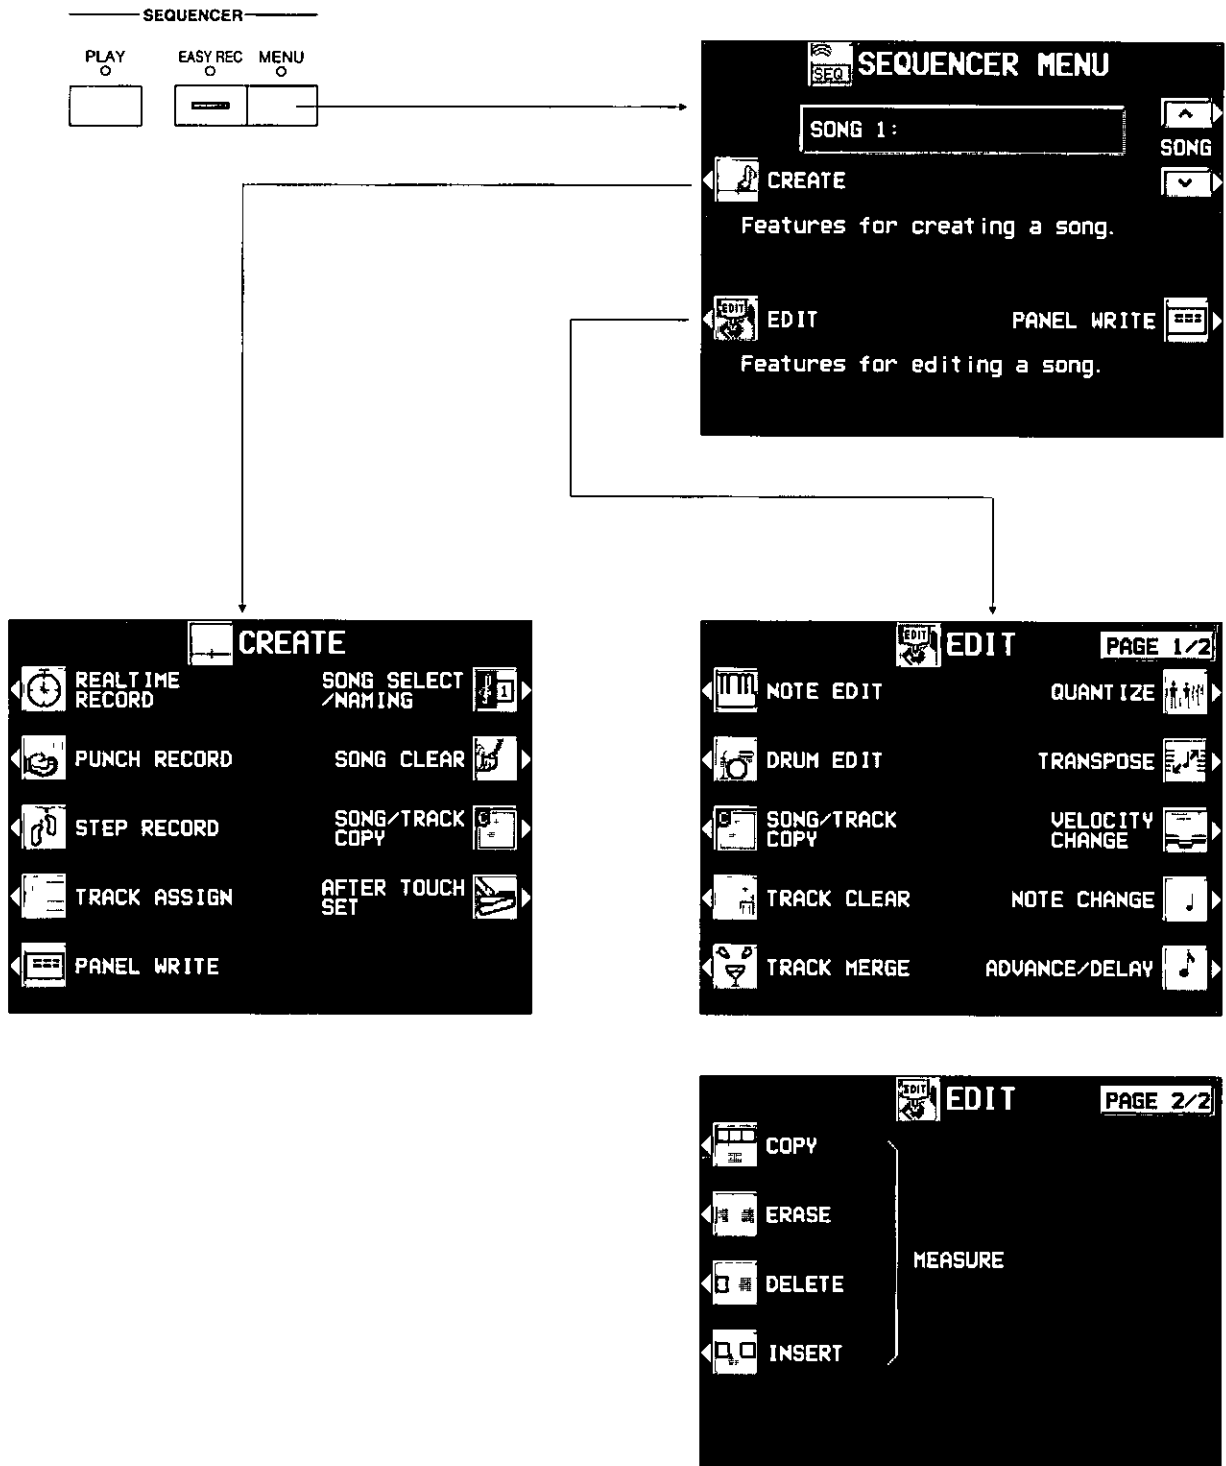 SEQUENCER
PLAY
EASY REC
MENU
SEQ
SEQUENCER MENU
SONG 1:
SONG
CREATE
Features for creating a song.
EDIT
EDIT
PANEL WRITE
Features for editing a song.
CREATE
REALTIME
RECORD
SONG SELECT
/NAMING
1
PUNCH RECORD
SONG CLEAR
STEP RECORD
SONG/TRACK
COPY
C
TRACK ASSIGN
AFTER TOUCH
SET
PANEL WRITE
EDIT
EDIT
PAGE 1/2
NOTE EDIT
QUANTIZE
DRUM EDIT
TRANSPOSE
C
SONG/TRACK
COPY
VELOCITY
CHANGE
TRACK CLEAR
NOTE CHANGE
TRACK MERGE
ADVANCE/DELAY
EDIT
EDIT
PAGE 2/2
COPY
ERASE
MEASURE
DELETE
INSERT